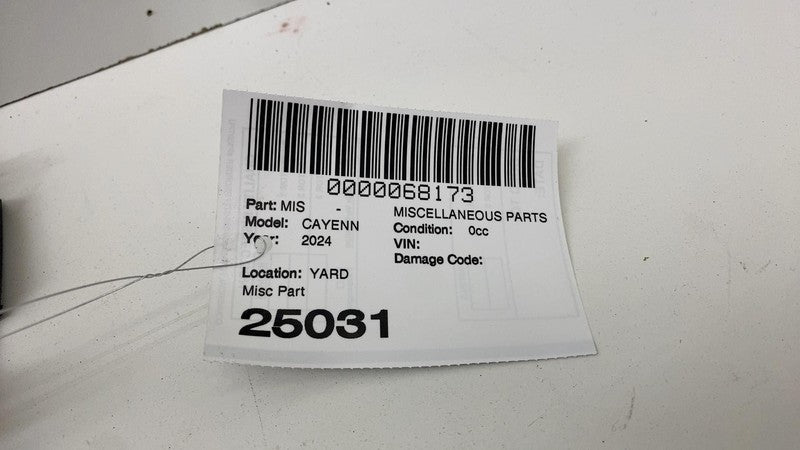 0000068173
Part: MIS - MISCELLANEOUS PARTS
Model: CAYENN Condition: 0cc
Year: 2024 VIN:
Damage Code:
Location: YARD
Misc Part
25031